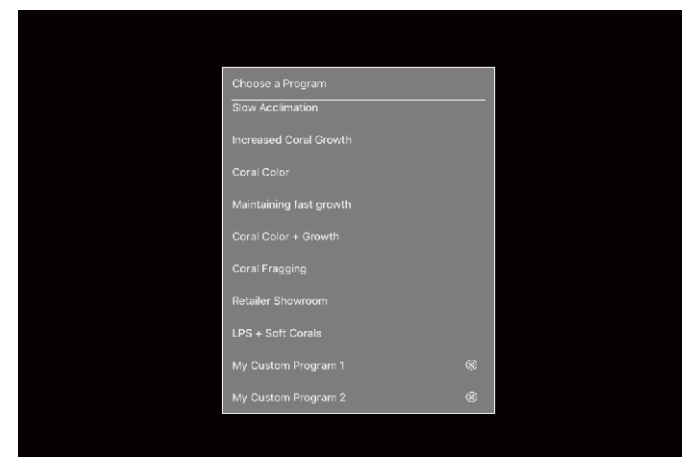 Choose a Program
Slow Acclimation
Increased Coral Growth
Coral Color
Maintaining fast growth
Coral Color + Growth
Coral Fragging
Retailer Showroom
LPS + Soft Corals
My Custom Program 1
My Custom Program 2